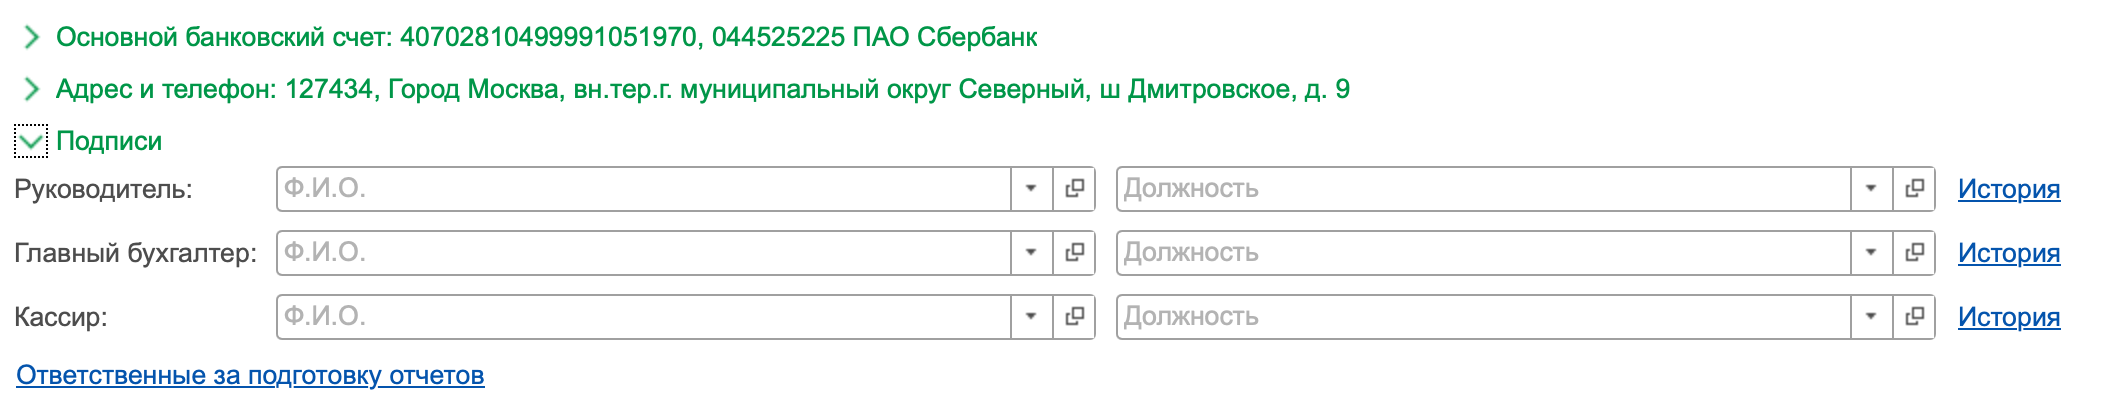 Основной банковский счет: 40702810499991051970, 044525225 ПАО Сбербанк
Адрес и телефон: 127434, Город Москва, вн.тер.г. муниципальный округ Северный, ш Дмитровское, д. 9
Подписи
Руководитель: Ф.И.О. Должность История
Главный бухгалтер: Ф.И.О. Должность История
Кассир: Ф.И.О. Должность История
Ответственные за подготовку отчетов